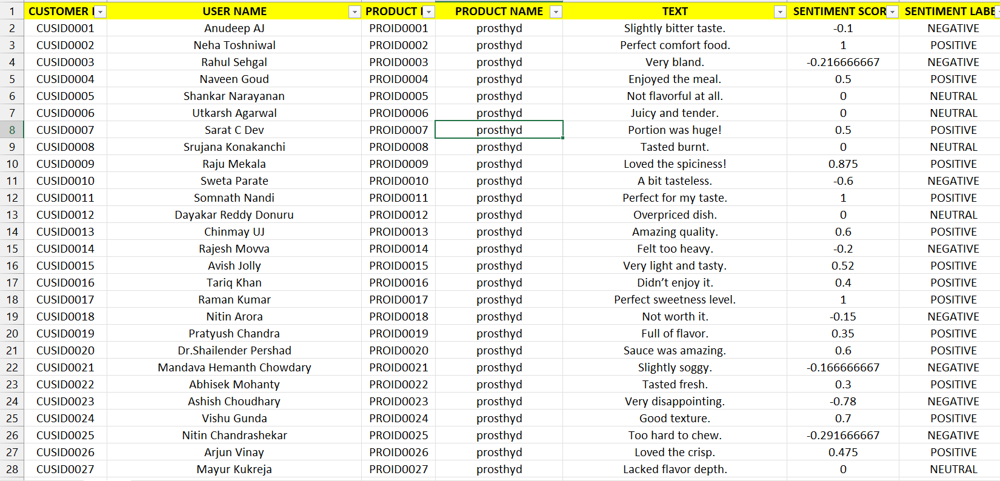 1 CUSTOMER I USER NAME PRODUCT I PRODUCT NAME TEXT SENTIMENT SCOR SENTIMENT LABE
2 CUSID0001 Anudeep AJ PROID0001 prosthyd Slightly bitter taste. -0.1 NEGATIVE
3 CUSID0002 Neha Toshniwal PROID0002 prosthyd Perfect comfort food. 1 POSITIVE
4 CUSID0003 Rahul Sehgal PROID0003 prosthyd Very bland. -0.216666667 NEGATIVE
5 CUSID0004 Naveen Goud PROID0004 prosthyd Enjoyed the meal. 0.5 POSITIVE
6 CUSID0005 Shankar Narayanan PROID0005 prosthyd Not flavorful at all. 0 NEUTRAL
7 CUSID0006 Utkarsh Agarwal PROID0006 prosthyd Juicy and tender. 0 NEUTRAL
8 CUSID0007 Sarat C Dev PROID0007 prosthyd Portion was huge! 0.5 POSITIVE
9 CUSID0008 Srujana Konakanchi PROID0008 prosthyd Tasted burnt. 0 NEUTRAL
10 CUSID0009 Raju Mekala PROID0009 prosthyd Loved the spiciness! 0.875 POSITIVE
11 CUSID0010 Sweta Parate PROID0010 prosthyd A bit tasteless. -0.6 NEGATIVE
12 CUSID0011 Somnath Nandi PROID0011 prosthyd Perfect for my taste. 1 POSITIVE
13 CUSID0012 Dayakar Reddy Donuru PROID0012 prosthyd Overpriced dish. 0 NEUTRAL
14 CUSID0013 Chinmay UJ PROID0013 prosthyd Amazing quality. 0.6 POSITIVE
15 CUSID0014 Rajesh Movva PROID0014 prosthyd Felt too heavy. -0.2 NEGATIVE
16 CUSID0015 Avish Jolly PROID0015 prosthyd Very light and tasty. 0.52 POSITIVE
17 CUSID0016 Tariq Khan PROID0016 prosthyd Didn’t enjoy it. 0.4 POSITIVE
18 CUSID0017 Raman Kumar PROID0017 prosthyd Perfect sweetness level. 1 POSITIVE
19 CUSID0018 Nitin Arora PROID0018 prosthyd Not worth it. -0.15 NEGATIVE
20 CUSID0019 Pratyush Chandra PROID0019 prosthyd Full of flavor. 0.35 POSITIVE
21 CUSID0020 Dr.Shailender Pershad PROID0020 prosthyd Sauce was amazing. 0.6 POSITIVE
22 CUSID0021 Mandava Hemanth Chowdary PROID0021 prosthyd Slightly soggy. -0.166666667 NEGATIVE
23 CUSID0022 Abhisek Mohanty PROID0022 prosthyd Tasted fresh. 0.3 POSITIVE
24 CUSID0023 Ashish Choudhary PROID0023 prosthyd Very disappointing. -0.78 NEGATIVE
25 CUSID0024 Vishu Gunda PROID0024 prosthyd Good texture. 0.7 POSITIVE
26 CUSID0025 Nitin Chandrashekar PROID0025 prosthyd Too hard to chew. -0.291666667 NEGATIVE
27 CUSID0026 Arjun Vinay PROID0026 prosthyd Loved the crisp. 0.475 POSITIVE
28 CUSID0027 Mayur Kukreja PROID0027 prosthyd Lacked flavor depth. 0 NEUTRAL